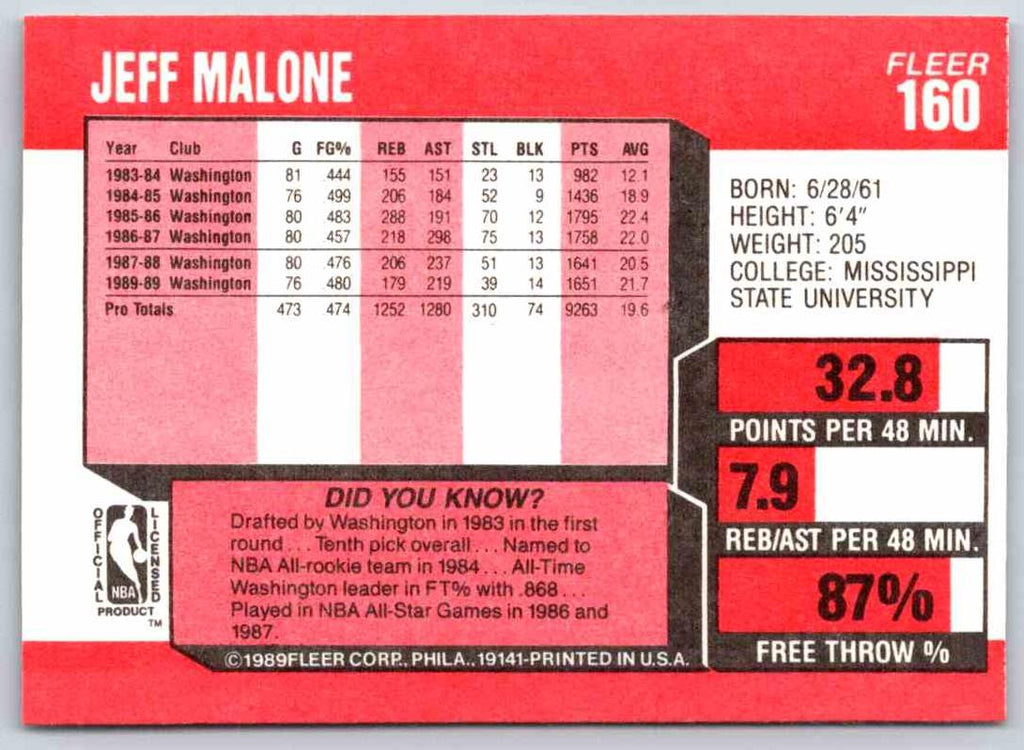 JEFF MALONE
FLEER
160
Year Club G FG% REB AST STL BLK PTS AVG
1983-84 Washington 81 444 155 151 23 13 982 12.1
1984-85 Washington 76 499 206 184 52 9 1436 18.9
1985-86 Washington 80 483 288 191 70 12 1795 22.4
1986-87 Washington 80 457 218 298 75 13 1758 22.0
1987-88 Washington 80 476 206 237 51 13 1641 20.5
1989-89 Washington 76 480 179 219 39 14 1651 21.7
Pro Totals 473 474 1252 1280 310 74 9263 19.6
BORN: 6/28/61
HEIGHT: 6'4"
WEIGHT: 205
COLLEGE: MISSISSIPPI
STATE UNIVERSITY
32.8
POINTS PER 48 MIN.
7.9
REB/AST PER 48 MIN.
87%
FREE THROW %
DID YOU KNOW?
Drafted by Washington in 1983 in the first
round . . . Tenth pick overall . . . Named to
NBA All-rookie team in 1984 . . . All-Time
Washington leader in FT% with .868 . . .
Played in NBA All-Star Games in 1986 and
1987.
OFFICIAL
LICENSED
NBA
PRODUCT
TM
©1989FLEER CORP., PHILA., 19141-PRINTED IN U.S.A.